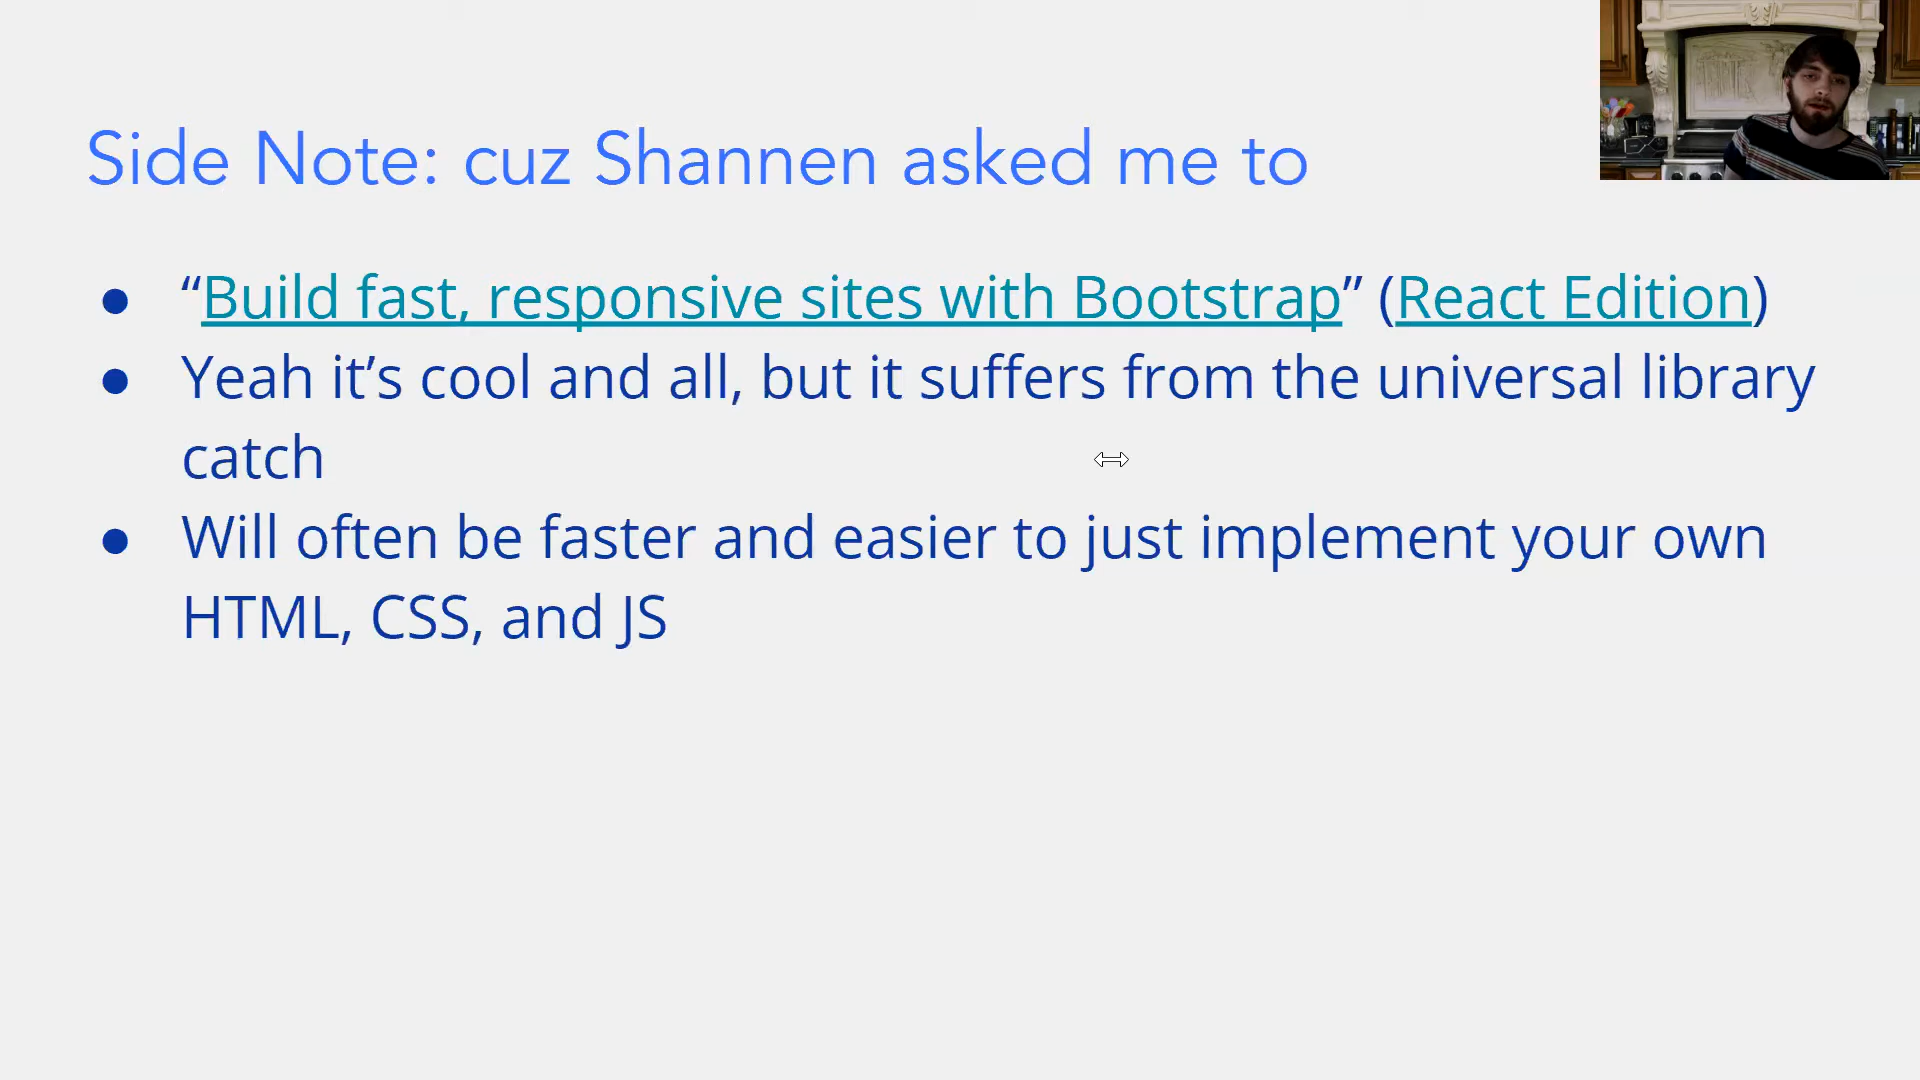 Side Note: cuz Shannen asked me to
● “Build fast, responsive sites with Bootstrap” (React Edition)
● Yeah it’s cool and all, but it suffers from the universal library
catch
● Will often be faster and easier to just implement your own
HTML, CSS, and JS